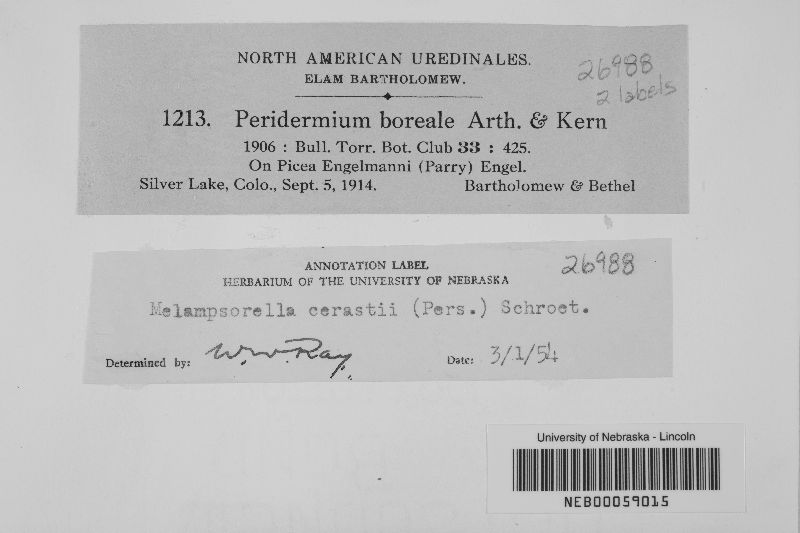 NORTH AMERICAN UREDINALES.
ELAM BARTHOLOMEW.
26988
2 labels
1213. Peridermium boreale Arth. & Kern
1906 : Bull. Torr. Bot. Club 33 : 425.
On Picea Engelmanni (Parry) Engel.
Silver Lake, Colo., Sept. 5, 1914. Bartholomew & Bethel
ANNOTATION LABEL
26988
HERBARIUM OF THE UNIVERSITY OF NEBRASKA
Melampsorella cerastii (Pers.) Schroet.
Determined by: W.W. Ray. Date: 3/1/54
University of Nebraska - Lincoln
NEB00059015